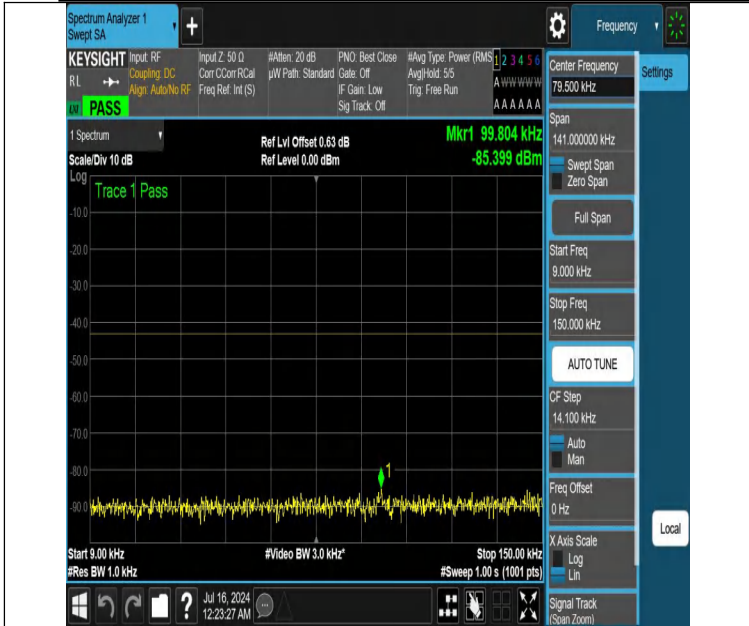 Spectrum Analyzer 1
Swept SA
+
Frequency
KEYSIGHT
RL
LXI
PASS
Input: RF
Coupling: DC
Align: Auto/No RF
Input Z: 50 Ω
Corr CCorr RCal
Freq Ref: Int (S)
#Atten: 20 dB
µW Path: Standard
PNO: Best Close
Gate: Off
IF Gain: Low
Sig Track: Off
#Avg Type: Power (RMS
Avg|Hold: 5/5
Trig: Free Run
1 2 3 4 5 6
A W W W W W
A A A A A A
1 Spectrum
Scale/Div 10 dB
Ref Lvl Offset 0.63 dB
Ref Level 0.00 dBm
Mkr1 99.804 kHz
-85.399 dBm
Log
Trace 1 Pass
-10.0
-20.0
-30.0
-40.0
-50.0
-60.0
-70.0
-80.0
-90.0
1
Start 9.00 kHz
#Res BW 1.0 kHz
#Video BW 3.0 kHz*
Stop 150.00 kHz
#Sweep 1.00 s (1001 pts)
?
Jul 16, 2024
12:23:27 AM
Center Frequency
79.500 kHz
Span
141.000000 kHz
Swept Span
Zero Span
Full Span
Start Freq
9.000 kHz
Stop Freq
150.000 kHz
AUTO TUNE
CF Step
14.100 kHz
Auto
Man
Freq Offset
0 Hz
X Axis Scale
Log
Lin
Signal Track
(Span Zoom)
Settings
Local